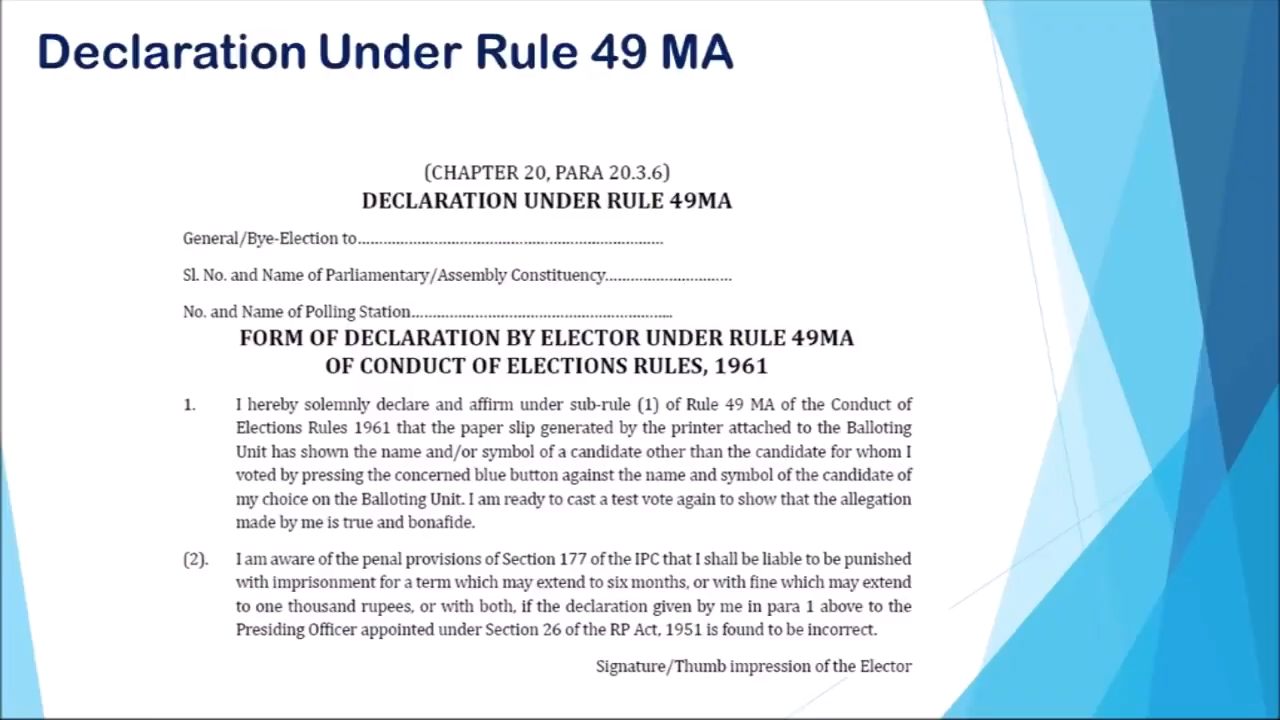 Declaration Under Rule 49 MA
(CHAPTER 20, PARA 20.3.6)
DECLARATION UNDER RULE 49MA
General/Bye-Election to........................................................................
Sl. No. and Name of Parliamentary/Assembly Constituency..............................
No. and Name of Polling Station..............................................................
FORM OF DECLARATION BY ELECTOR UNDER RULE 49MA
OF CONDUCT OF ELECTIONS RULES, 1961
1. I hereby solemnly declare and affirm under sub-rule (1) of Rule 49 MA of the Conduct of
Elections Rules 1961 that the paper slip generated by the printer attached to the Balloting
Unit has shown the name and/or symbol of a candidate other than the candidate for whom I
voted by pressing the concerned blue button against the name and symbol of the candidate of
my choice on the Balloting Unit. I am ready to cast a test vote again to show that the allegation
made by me is true and bonafide.
(2). I am aware of the penal provisions of Section 177 of the IPC that I shall be liable to be punished
with imprisonment for a term which may extend to six months, or with fine which may extend
to one thousand rupees, or with both, if the declaration given by me in para 1 above to the
Presiding Officer appointed under Section 26 of the RP Act, 1951 is found to be incorrect.
Signature/Thumb impression of the Elector